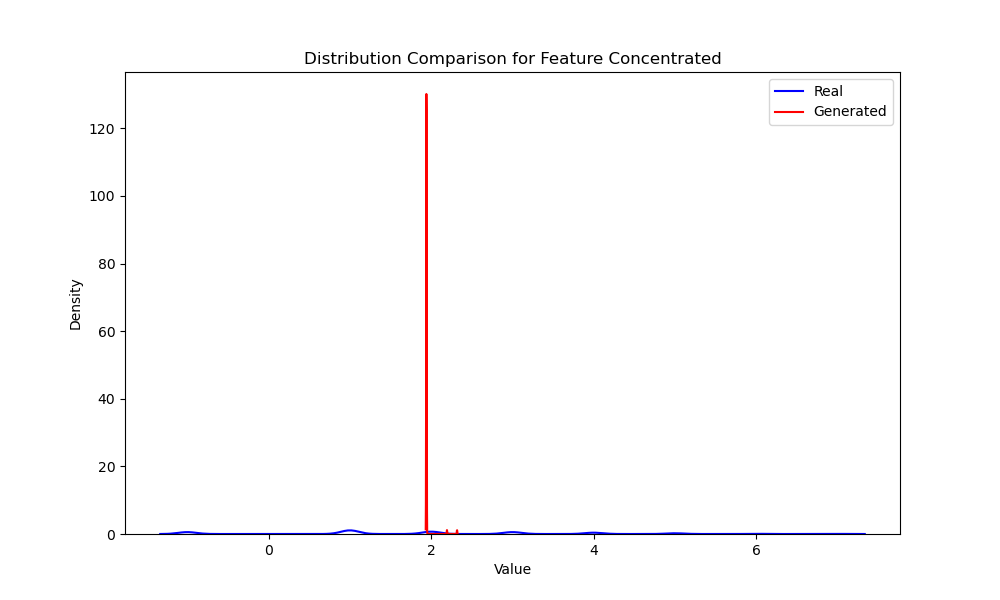 Distribution Comparison for Feature Concentrated
Real
Generated
120
100
80
60
40
20
0
Density
0 2 4 6
Value